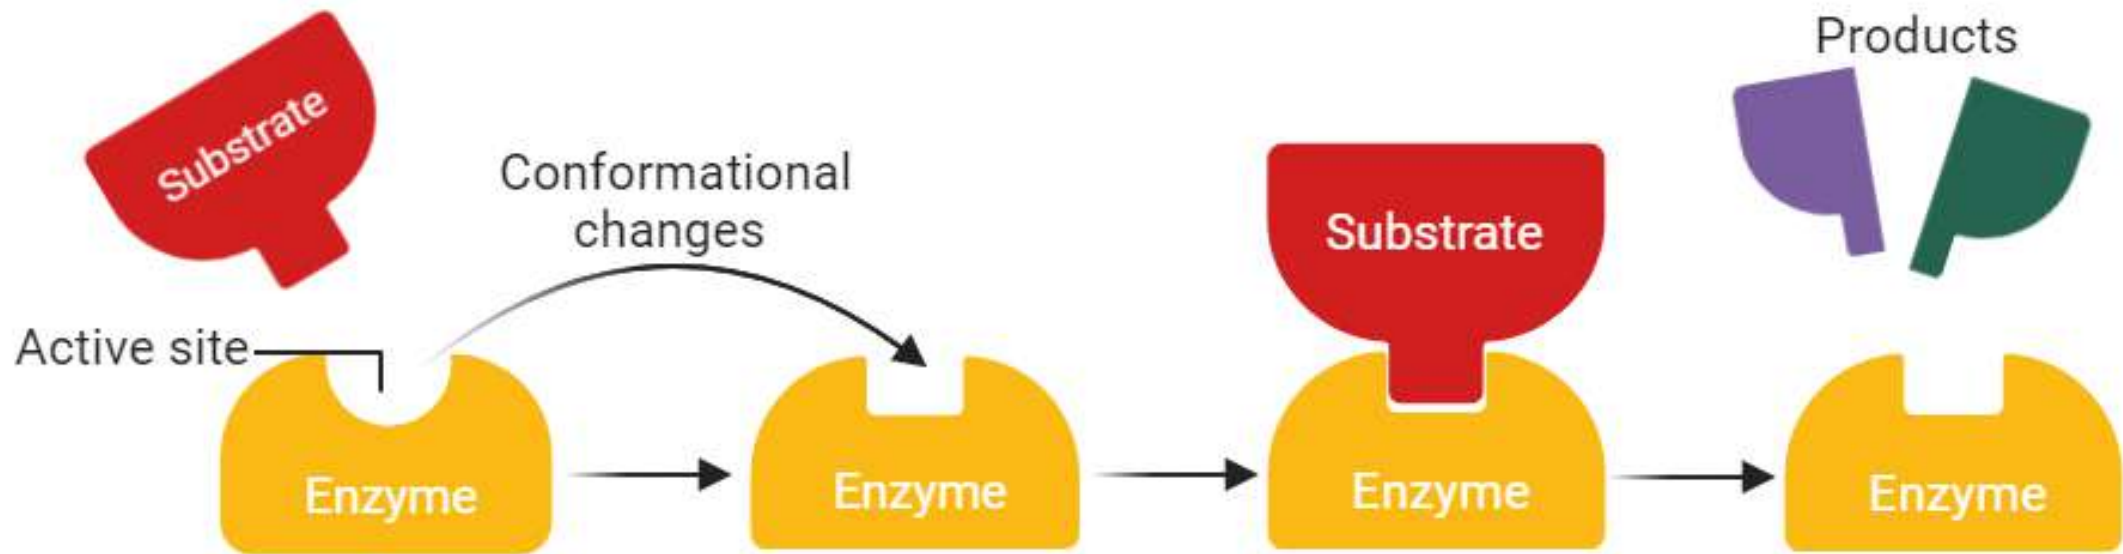 Products
Substrate
Conformational
changes
Substrate
Active site
Enzyme
Enzyme
Enzyme
Enzyme